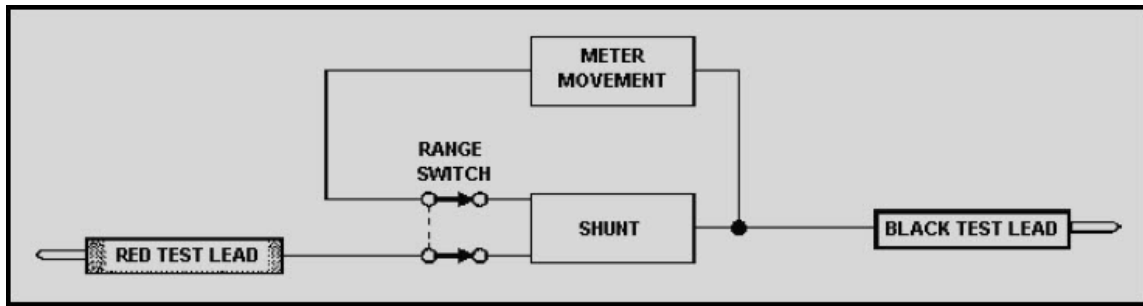 METER
MOVEMENT
RANGE
SWITCH
SHUNT
BLACK TEST LEAD
RED TEST LEAD